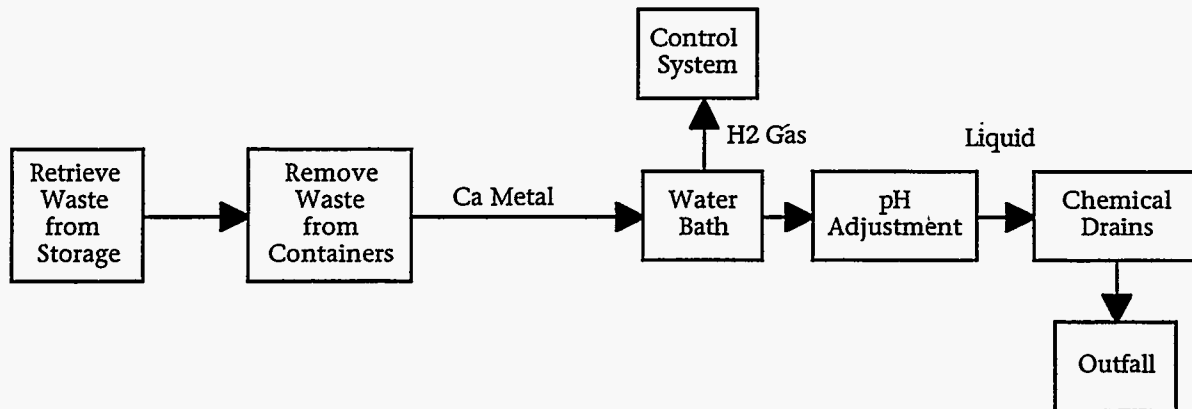 Control
System
H2 Gas
Liquid
Retrieve
Waste
from
Storage
Remove
Waste
from
Containers
Ca Metal
Water
Bath
pH
Adjustment
Chemical
Drains
Outfall